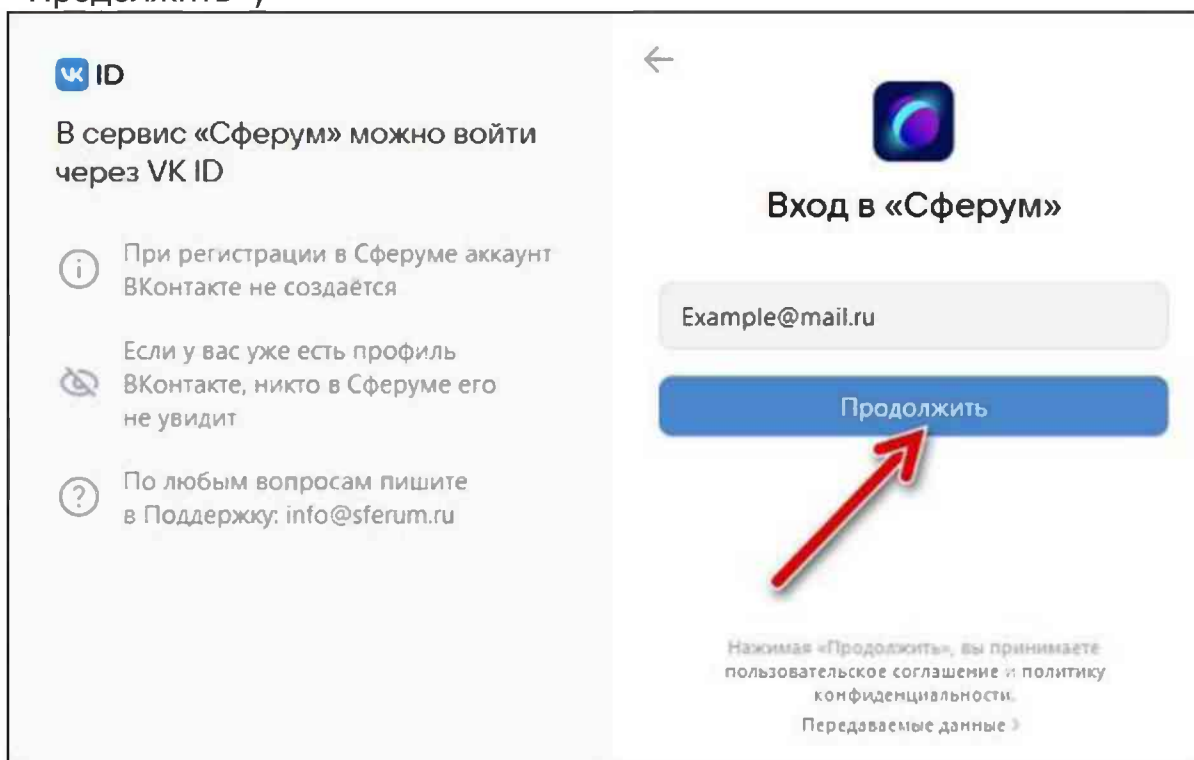 Продолжить")
VK ID
В сервис «Сферум» можно войти
через VK ID
При регистрации в Сферуме аккаунт
ВКонтакте не создаётся
Если у вас уже есть профиль
ВКонтакте, никто в Сферуме его
не увидит
По любым вопросам пишите
в Поддержку: info@sferum.ru
Вход в «Сферум»
Example@mail.ru
Продолжить
Нажимая «Продолжить», вы принимаете
пользовательское соглашение и политику
конфиденциальности.
Передаваемые данные